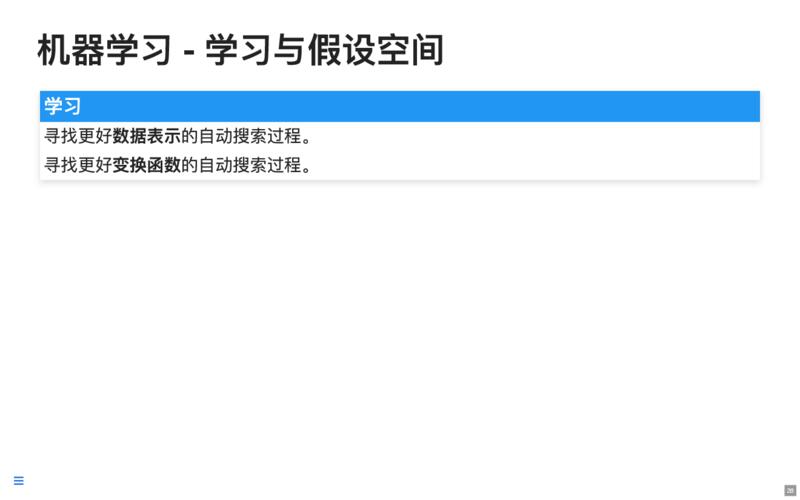 机器学习 - 学习与假设空间
学习
寻找更好数据表示的自动搜索过程。
寻找更好变换函数的自动搜索过程。